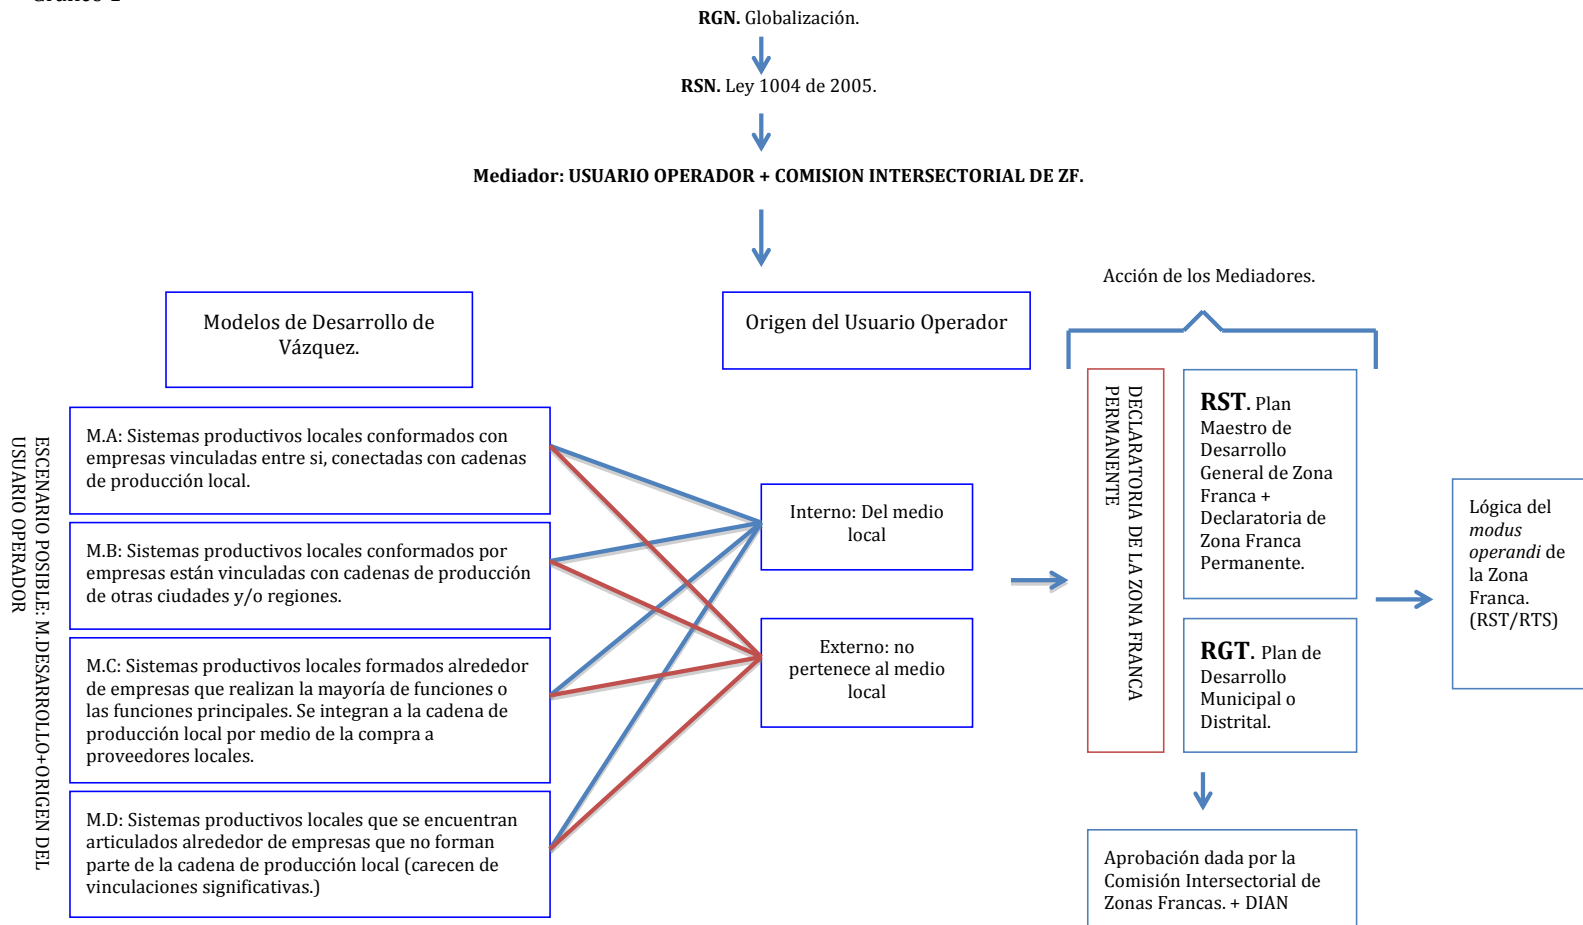 RGN. Globalización.
RSN. Ley 1004 de 2005.
Mediador: USUARIO OPERADOR + COMISION INTERSECTORIAL DE ZF.
Acción de los Mediadores.
Modelos de Desarrollo de
Vázquez.
Origen del Usuario Operador
ESCENARIO POSIBLE: M.DESARROLLO+ORIGEN DEL
USUARIO OPERADOR
M.A: Sistemas productivos locales conformados con
empresas vinculadas entre si, conectadas con cadenas
de producción local.
M.B: Sistemas productivos locales conformados por
empresas están vinculadas con cadenas de producción
de otras ciudades y/o regiones.
M.C: Sistemas productivos locales formados alrededor
de empresas que realizan la mayoría de funciones o
las funciones principales. Se integran a la cadena de
producción local por medio de la compra a
proveedores locales.
M.D: Sistemas productivos locales que se encuentran
articulados alrededor de empresas que no forman
parte de la cadena de producción local (carecen de
vinculaciones significativas.)
Interno: Del medio
local
Externo: no
pertenece al medio
local
DECLARATORIA DE LA ZONA FRANCA
PERMANENTE
RST. Plan
Maestro de
Desarrollo
General de Zona
Franca +
Declaratoria de
Zona Franca
Permanente.
RGT. Plan de
Desarrollo
Municipal o
Distrital.
Lógica del
modus
operandi de
la Zona
Franca.
(RST/RTS)
Aprobación dada por la
Comisión Intersectorial de
Zonas Francas. + DIAN